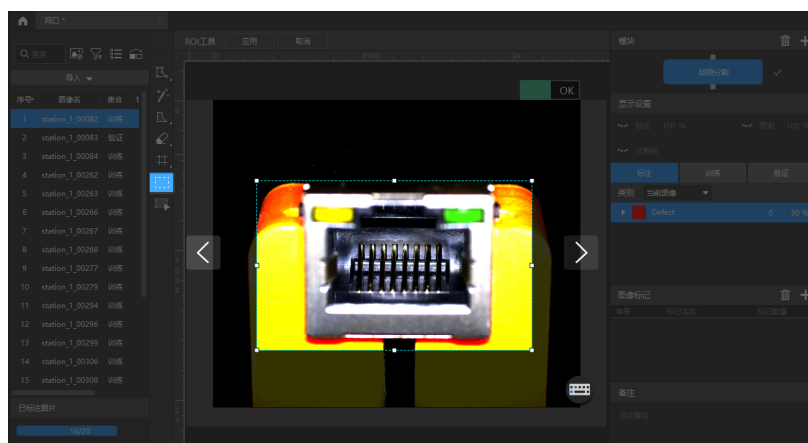 网口 *
ROI工具 应用 取消
搜索
导入
序号 图像名 集合
1 station_1_00082 训练
2 station_1_00083 验证
3 station_1_00084 训练
4 station_1_00262 训练
5 station_1_00263 训练
6 station_1_00266 训练
7 station_1_00267 训练
8 station_1_00268 训练
9 station_1_00277 训练
10 station_1_00279 训练
11 station_1_00294 训练
12 station_1_00296 训练
13 station_1_00299 训练
14 station_1_00306 训练
15 station_1_00308 训练
已标注图片
16/20
0 1000
OK
模块
缺陷分割
显示设置
标注 100 % 预测 100 %
分割线
标注 训练 验证
类别 当前图像
Defect 0 30 %
图像标记
序号 标记名称 标记数量
备注
添加备注